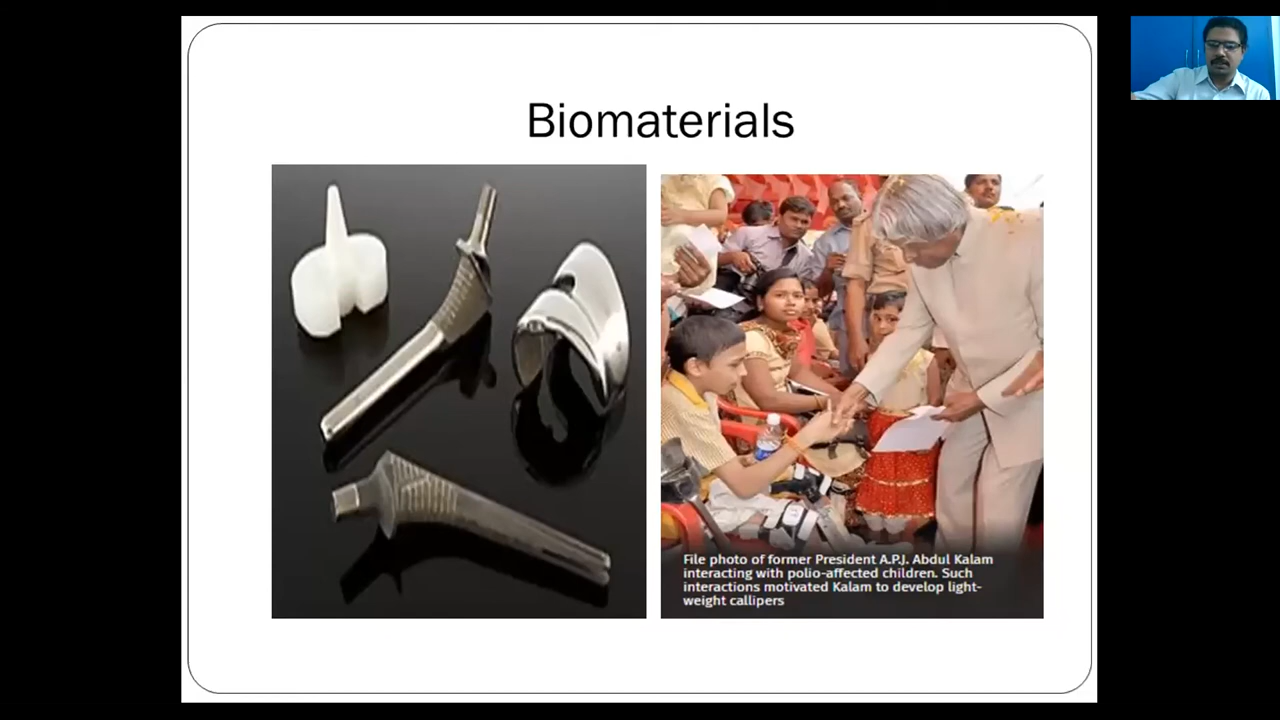 Biomaterials
File photo of former President A.P.J. Abdul Kalam
interacting with polio-affected children. Such
interactions motivated Kalam to develop light-
weight callipers